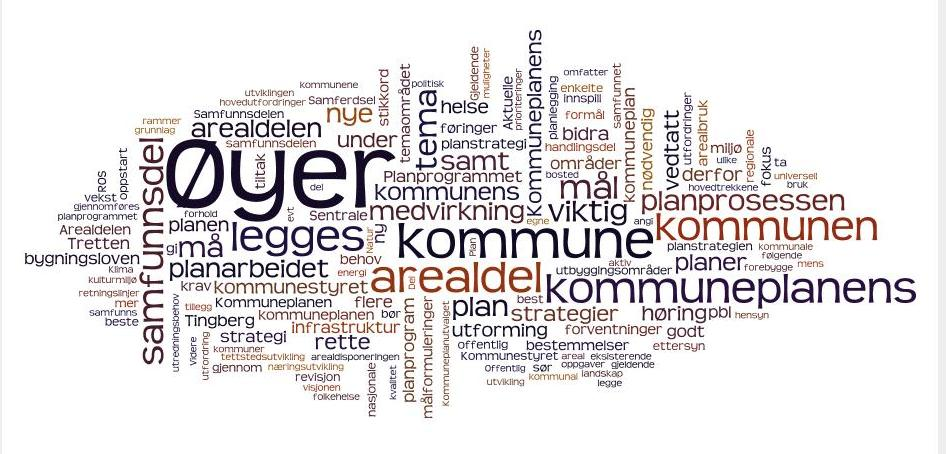 kommunene
utviklingen
hovedutfordringer
Samferdsel
stikkord
temaområdet
politisk
Gjeldende
muligheter
Aktuelle
prioriteringer
kommuneplanens
omfatter
enkelte
innspill
planlegging
samfunnet
formål
kommuneplan
nødvendig
vedtatt
utfordringer
arealbruk
rammer
grunnlag
Samfunnsdelen
nye
arealdelen
samfunnsdelen
under
tema
helse
føringer
planstrategi
samt
bidra
handlingsdel
områder
miljø
ulike
derfor
regionale
fokus
ta
universell
bruk
Ros
oppstart
vekst
gjennomføres
planprogrammet
samfunnsdel
Øyer
tiltak
del
Planprogrammet
kommunens
bosted
mål
hovedtrekkene
planprosessen
Arealdelen
Tretten
bygningsloven
forhold
planen
evt
Sentrale
medvirkning
egne
viktig
angi
kommunen
gi
må
legges
Natur
ny
kommune
Plan
planstrategien
kommunale
følgende
Klima
kulturmiljø
planarbeidet
behov
energi
arealdel
utbyggingsområder
aktiv
planer
forebygge
mens
retningslinjer
mer
samfunns
beste
krav
kommunestyret
Del
kommuneplanens
utredningsbehov
tillegg
Kommuneplanen
flere
planprogram
målformuleringer
Kommuneplanutvalget
plan
best
strategier
høring
pbl
hensyn
Tingberg
kommuneplanen
bør
infrastruktur
utforming
forventninger
godt
Videre
utfordring
strategi
rette
offentlig
bestemmelser
ettersyn
kommuner
tettstedsutvikling
arealdisponeringen
Kommunestyret
areal
eksisterende
gjennom
næringsutvikling
Offentlig
sør
oppgaver
gjeldende
revisjon
nasjonale
kvalitet
utvikling
kommunal
landskap
visjonen
legge
folkehelse